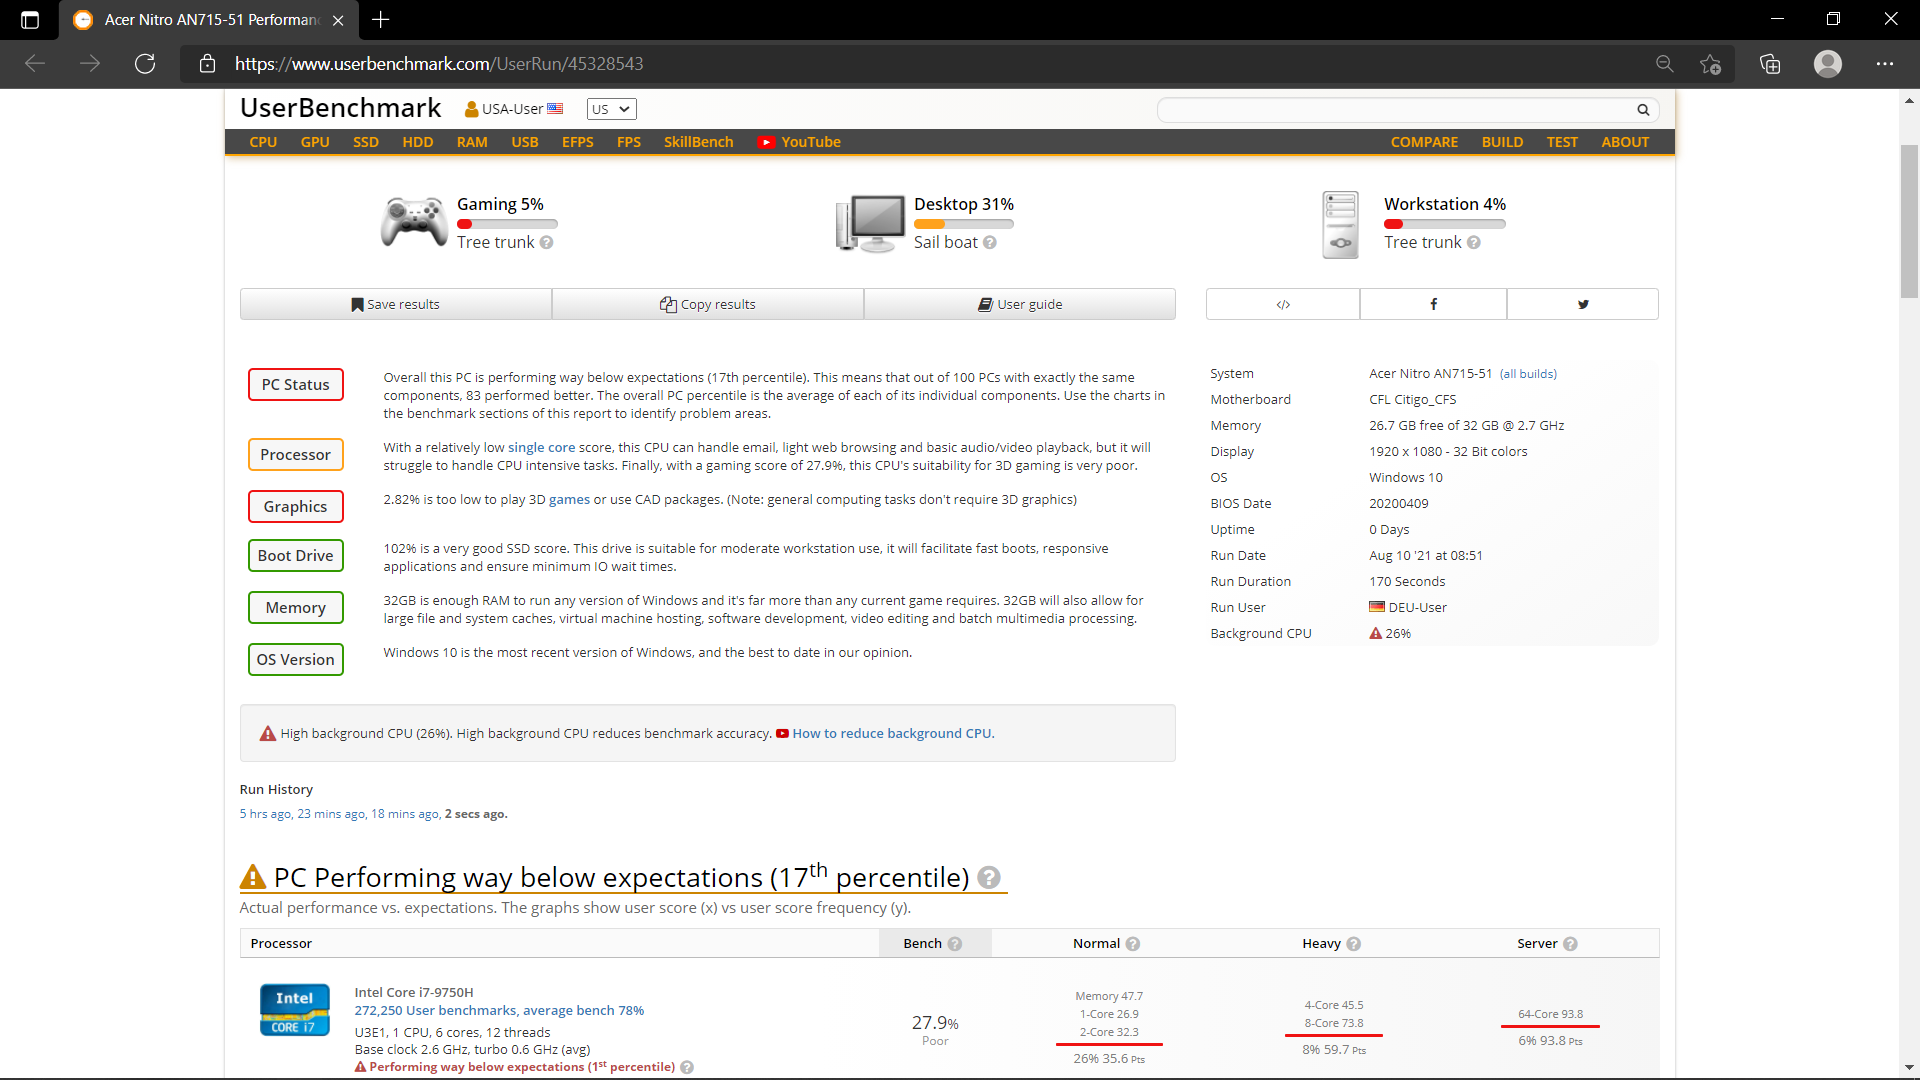 Acer Nitro AN715-51 Performan
https://www.userbenchmark.com/UserRun/45328543
UserBenchmark USA-User US
CPU GPU SSD HDD RAM USB EFPS FPS SkillBench YouTube COMPARE BUILD TEST ABOUT
Gaming 5% Desktop 31% Workstation 4%
Tree trunk ? Sail boat ? Tree trunk ?
Save results Copy results User guide </> f
PC Status
Overall this PC is performing way below expectations (17th percentile). This means that out of 100 PCs with exactly the same
components, 83 performed better. The overall PC percentile is the average of each of its individual components. Use the charts in
the benchmark sections of this report to identify problem areas.
Processor
With a relatively low single core score, this CPU can handle email, light web browsing and basic audio/video playback, but it will
struggle to handle CPU intensive tasks. Finally, with a gaming score of 27.9%, this CPU's suitability for 3D gaming is very poor.
Graphics
2.82% is too low to play 3D games or use CAD packages. (Note: general computing tasks don't require 3D graphics)
Boot Drive
102% is a very good SSD score. This drive is suitable for moderate workstation use, it will facilitate fast boots, responsive
applications and ensure minimum IO wait times.
Memory
32GB is enough RAM to run any version of Windows and it's far more than any current game requires. 32GB will also allow for
large file and system caches, virtual machine hosting, software development, video editing and batch multimedia processing.
OS Version
Windows 10 is the most recent version of Windows, and the best to date in our opinion.
System Acer Nitro AN715-51 (all builds)
Motherboard CFL Citigo_CFS
Memory 26.7 GB free of 32 GB @ 2.7 GHz
Display 1920 x 1080 - 32 Bit colors
OS Windows 10
BIOS Date 20200409
Uptime 0 Days
Run Date Aug 10 '21 at 08:51
Run Duration 170 Seconds
Run User DEU-User
Background CPU 26%
High background CPU (26%). High background CPU reduces benchmark accuracy. How to reduce background CPU.
Run History
5 hrs ago, 23 mins ago, 18 mins ago, 2 secs ago.
PC Performing way below expectations (17th percentile) ?
Actual performance vs. expectations. The graphs show user score (x) vs user score frequency (y).
Processor Bench ? Normal ? Heavy ? Server ?
Intel
CORE i7
Intel Core i7-9750H
272,250 User benchmarks, average bench 78%
U3E1, 1 CPU, 6 cores, 12 threads
Base clock 2.6 GHz, turbo 0.6 GHz (avg)
Performing way below expectations (1st percentile) ?
27.9%
Poor
Memory 47.7
1-Core 26.9
2-Core 32.3
26% 35.6 Pts
4-Core 45.5
8-Core 73.8
8% 59.7 Pts
64-Core 93.8
6% 93.8 Pts